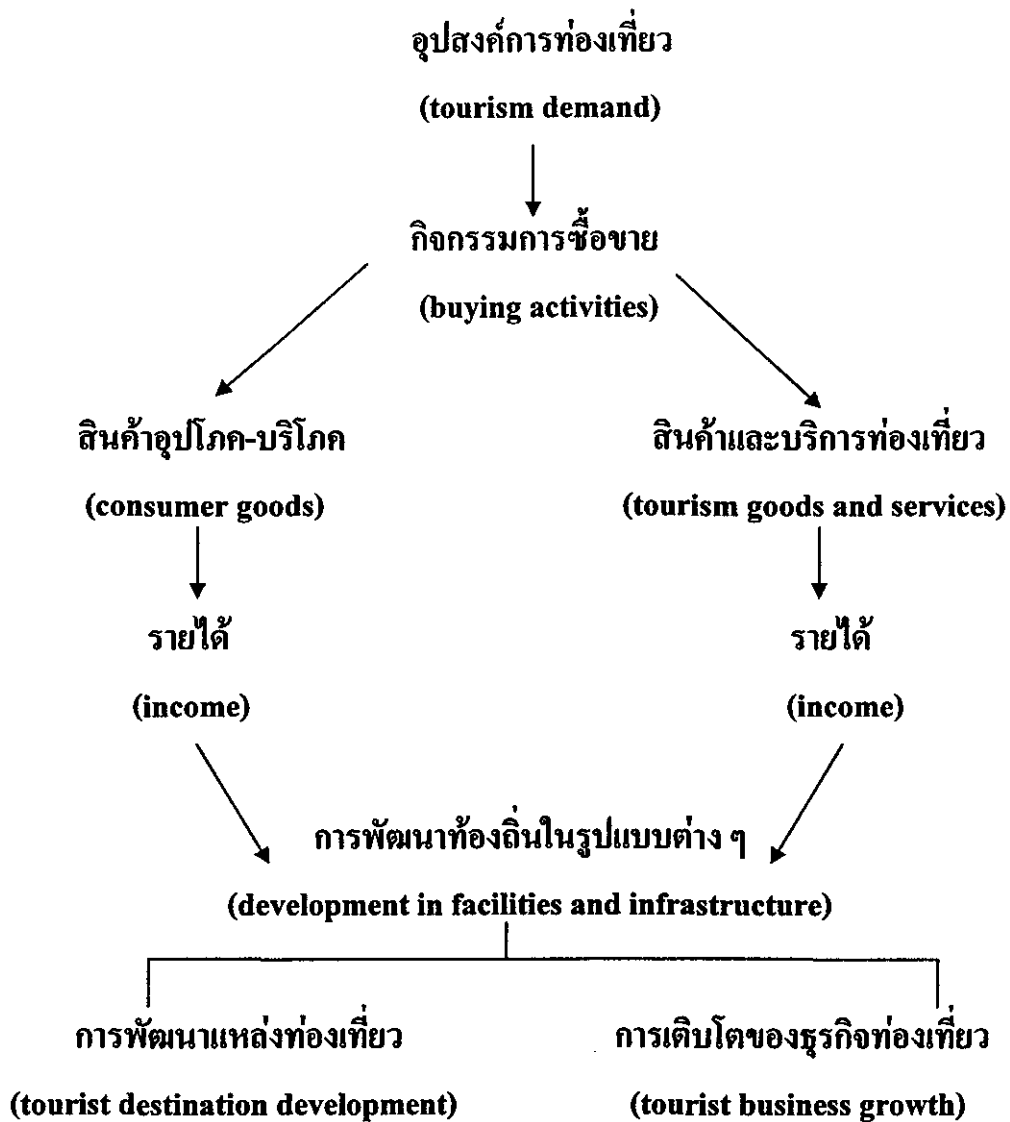 อุปสงค์การท่องเที่ยว
(tourism demand)
กิจกรรมการซื้อขาย
(buying activities)
สินค้าอุปโภค-บริโภค
(consumer goods)
สินค้าและบริการท่องเที่ยว
(tourism goods and services)
รายได้
(income)
รายได้
(income)
การพัฒนาท้องถิ่นในรูปแบบต่าง ๆ
(development in facilities and infrastructure)
การพัฒนาแหล่งท่องเที่ยว
(tourist destination development)
การเติบโตของธุรกิจท่องเที่ยว
(tourist business growth)